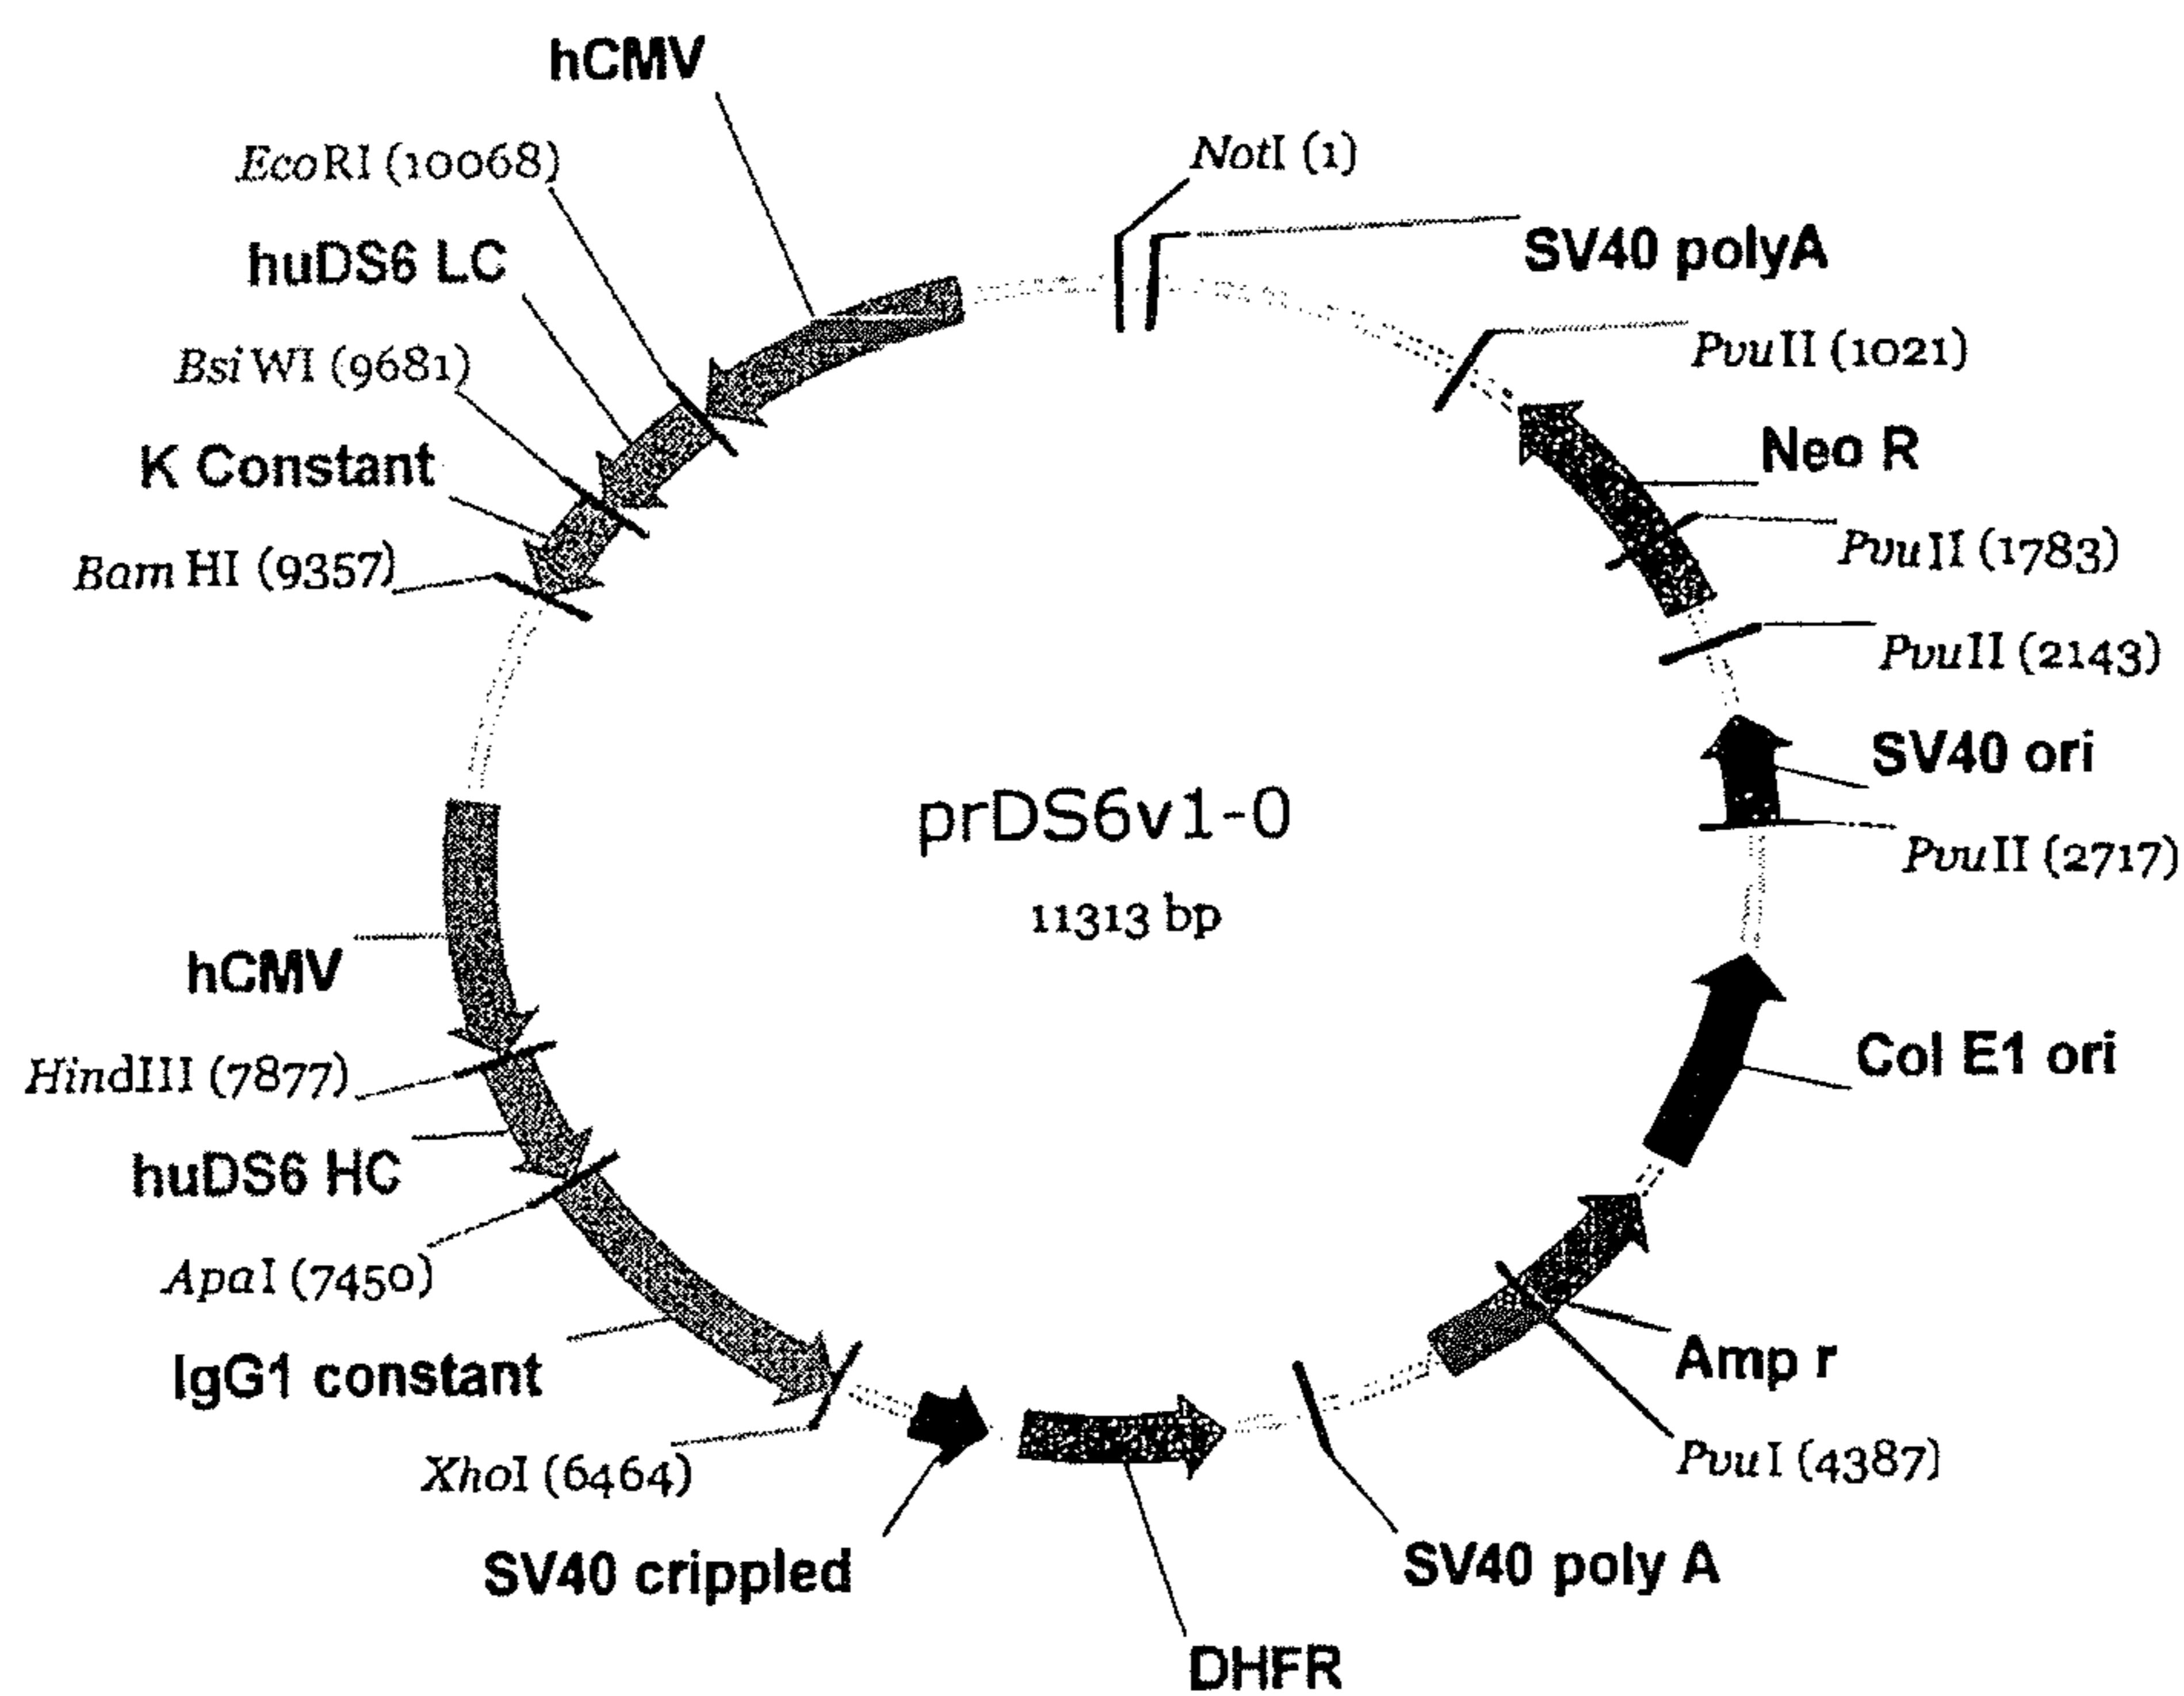 hCMV
NotI (1)
EcoRI (10068)
SV40 polyA
huDS6 LC
PvuII (1021)
BsiWI (9681)
Neo R
K Constant
PvuII (1783)
BamHI (9357)
PvuII (2143)
SV40 ori
prDS6v1-0
PvuII (2717)
11313 bp
hCMV
Col E1 ori
HindIII (7877)
huDS6 HC
ApaI (7450)
Amp r
IgG1 constant
PvuI (4387)
XhoI (6464)
SV40 poly A
SV40 crippled
DHFR